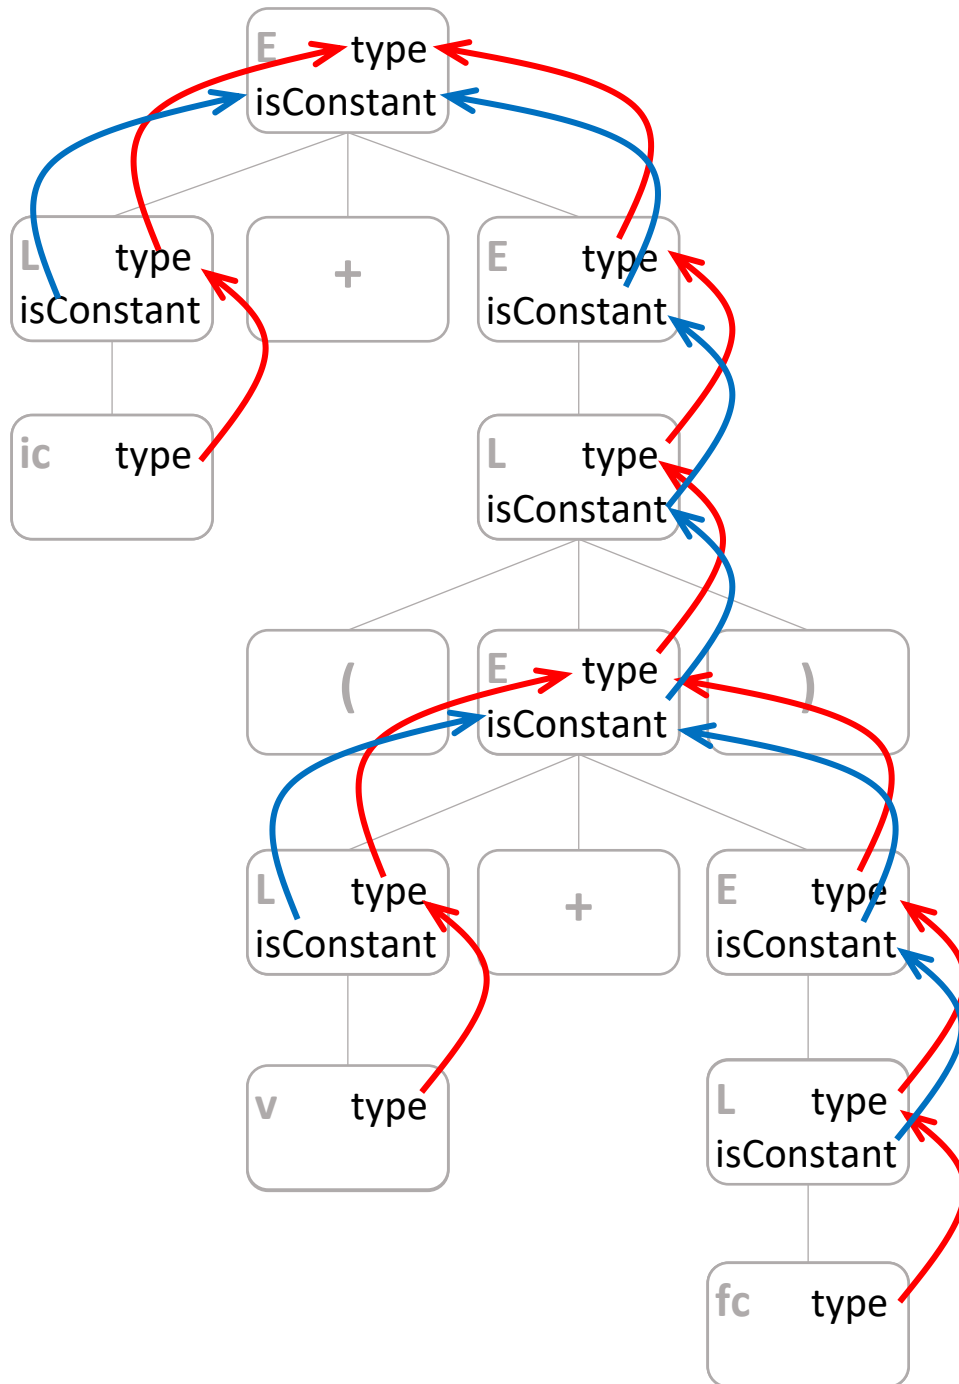 E type
isConstant
L type
isConstant
+
E type
isConstant
ic type
L type
isConstant
(
E type
isConstant
)
L type
isConstant
+
E type
isConstant
v type
L type
isConstant
fc type